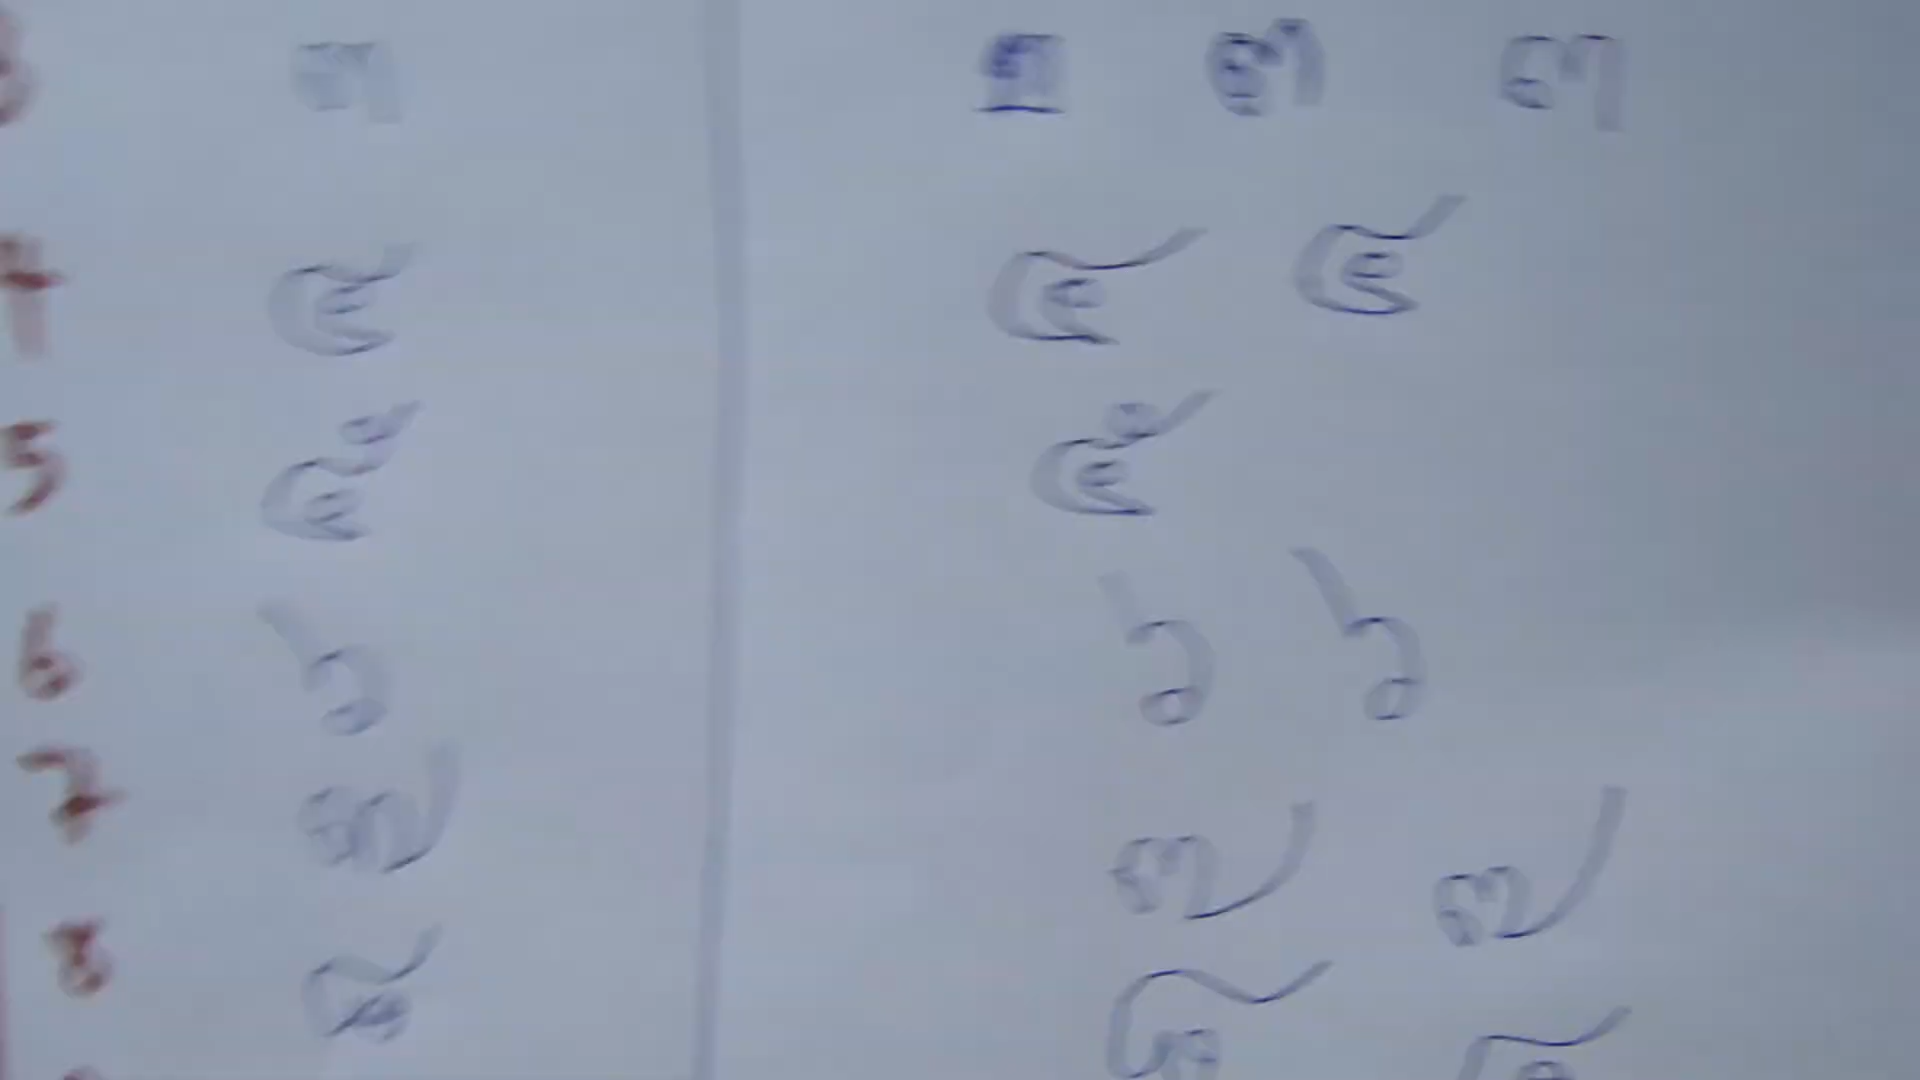 3 ๓ ๓ ๓
4 ๔ ๔ ๔
5 ๕ ๕
6 ๖ ๖ ๖
7 ๗ ๗ ๗
8 ๘ ๘